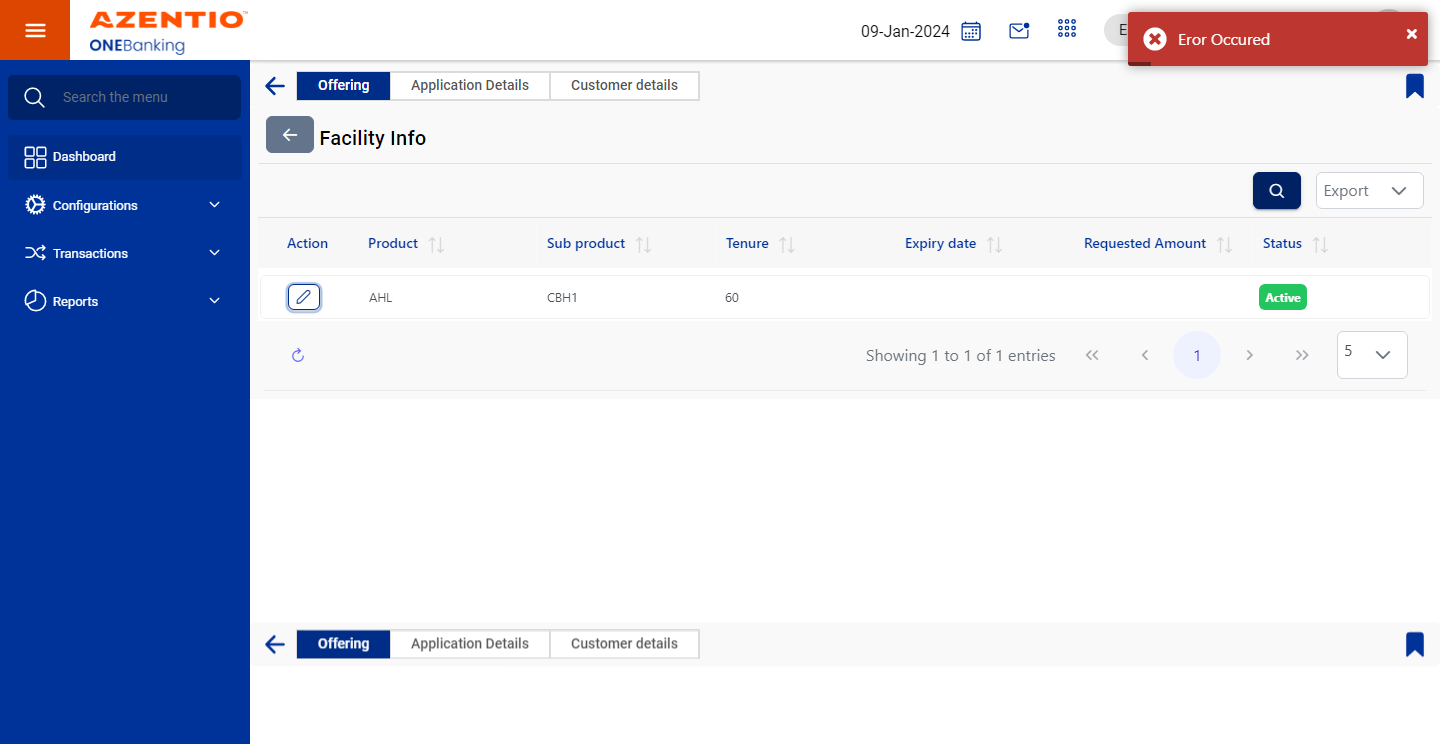 AZENTIO™
ONEBanking
09-Jan-2024
E
Eror Occured
Search the menu
Dashboard
Configurations
Transactions
Reports
Offering Application Details Customer details
Facility Info
Export
Action Product Sub product Tenure Expiry date Requested Amount Status
AHL CBH1 60 Active
Showing 1 to 1 of 1 entries 1 5
Offering Application Details Customer details